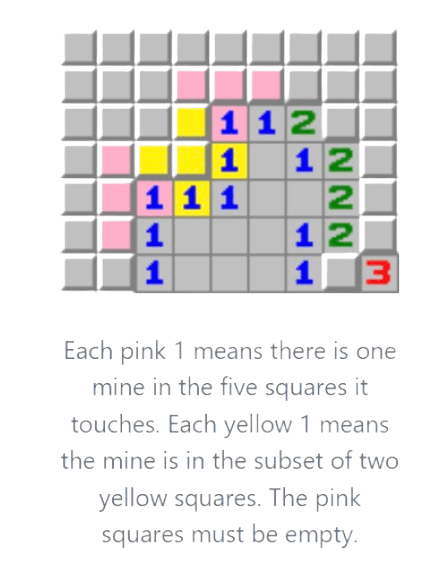 1 1 2
1 1 2
1 1 1 2
1 1 2
1 1 3
Each pink 1 means there is one
mine in the five squares it
touches. Each yellow 1 means
the mine is in the subset of two
yellow squares. The pink
squares must be empty.